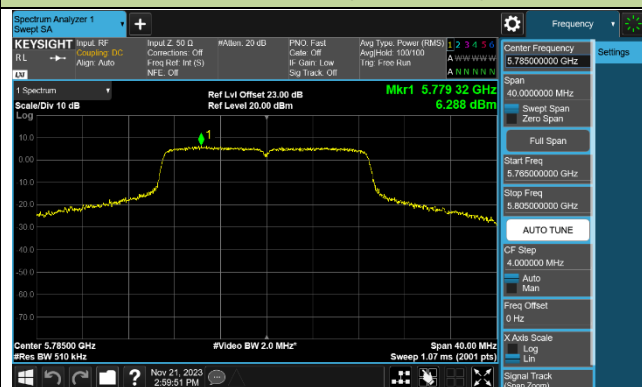 Spectrum Analyzer 1
Swept SA
+
Frequency
KEYSIGHT
RL
LXI
Input: RF
Coupling: DC
Align: Auto
Input Z: 50 Ω
Corrections: Off
Freq Ref: Int (S)
NFE: Off
#Atten: 20 dB
PNO: Fast
Gate: Off
IF Gain: Low
Sig Track: Off
Avg Type: Power (RMS)
Avg|Hold: 100/100
Trig: Free Run
1 2 3 4 5 6
A W W W W W
A N N N N N
Center Frequency
5.785000000 GHz
Settings
Span
40.0000000 MHz
Swept Span
Zero Span
Full Span
Start Freq
5.765000000 GHz
Stop Freq
5.805000000 GHz
AUTO TUNE
CF Step
4.000000 MHz
Auto
Man
Freq Offset
0 Hz
X Axis Scale
Log
Lin
Signal Track
(Span Zoom)
1 Spectrum
Scale/Div 10 dB
Log
Ref Lvl Offset 23.00 dB
Ref Level 20.00 dBm
Mkr1 5.779 32 GHz
6.288 dBm
1
10.0
0.00
-10.0
-20.0
-30.0
-40.0
-50.0
-60.0
-70.0
Center 5.78500 GHz
#Res BW 510 kHz
#Video BW 2.0 MHz*
Span 40.00 MHz
Sweep 1.07 ms (2001 pts)
?
Nov 21, 2023
2:59:51 PM